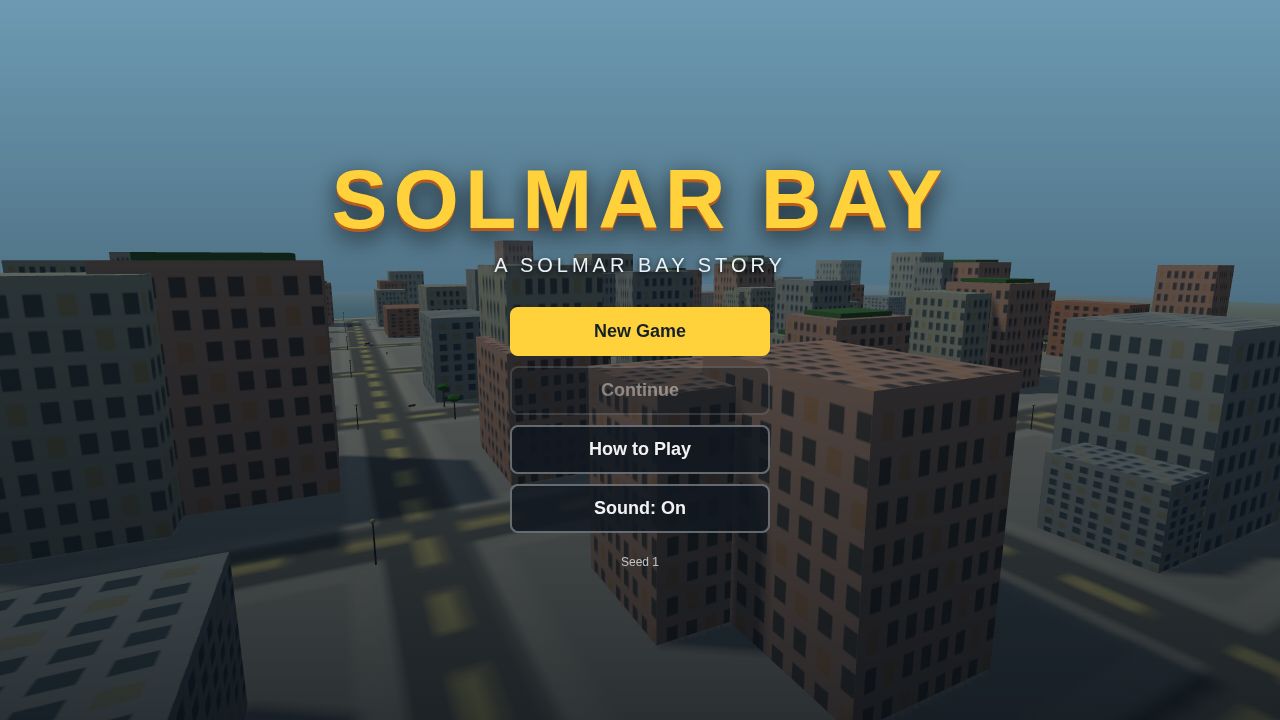 SOLMAR BAY
A SOLMAR BAY STORY
New Game
Continue
How to Play
Sound: On
Seed 1